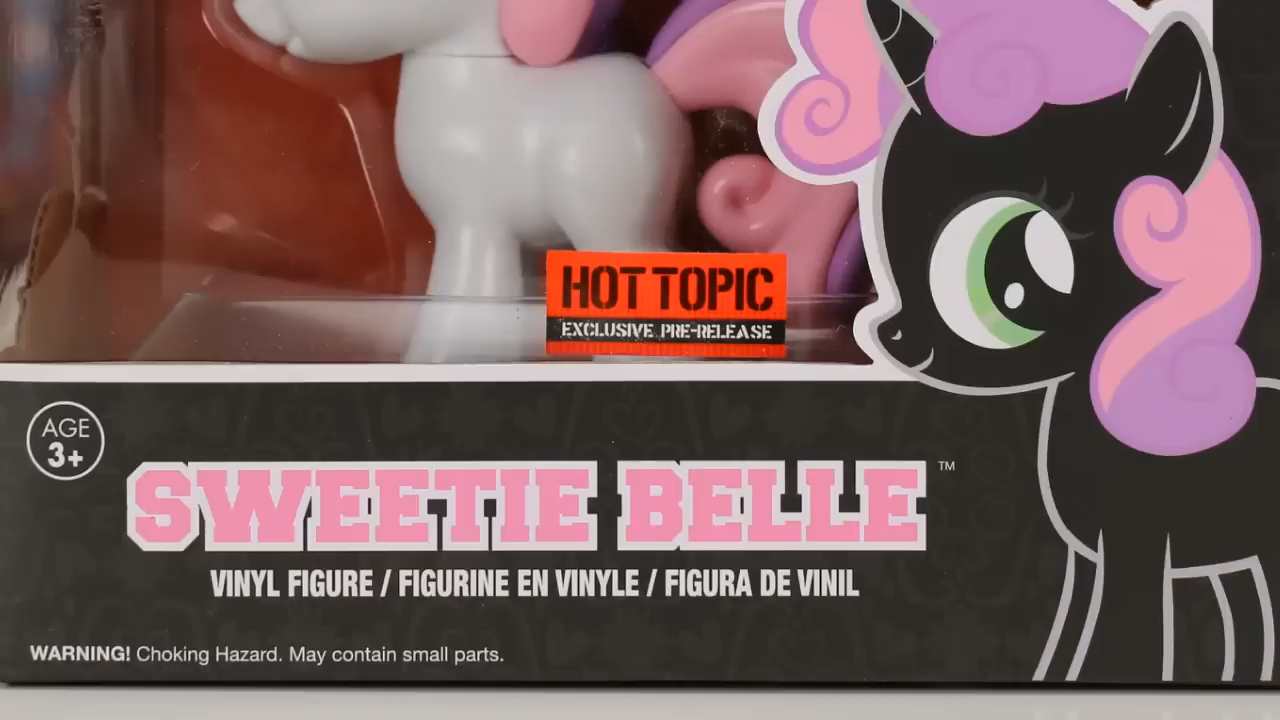 HOT TOPIC
EXCLUSIVE PRE-RELEASE
AGE
3+
SWEETIE BELLE™
VINYL FIGURE / FIGURINE EN VINYLE / FIGURA DE VINIL
WARNING! Choking Hazard. May contain small parts.